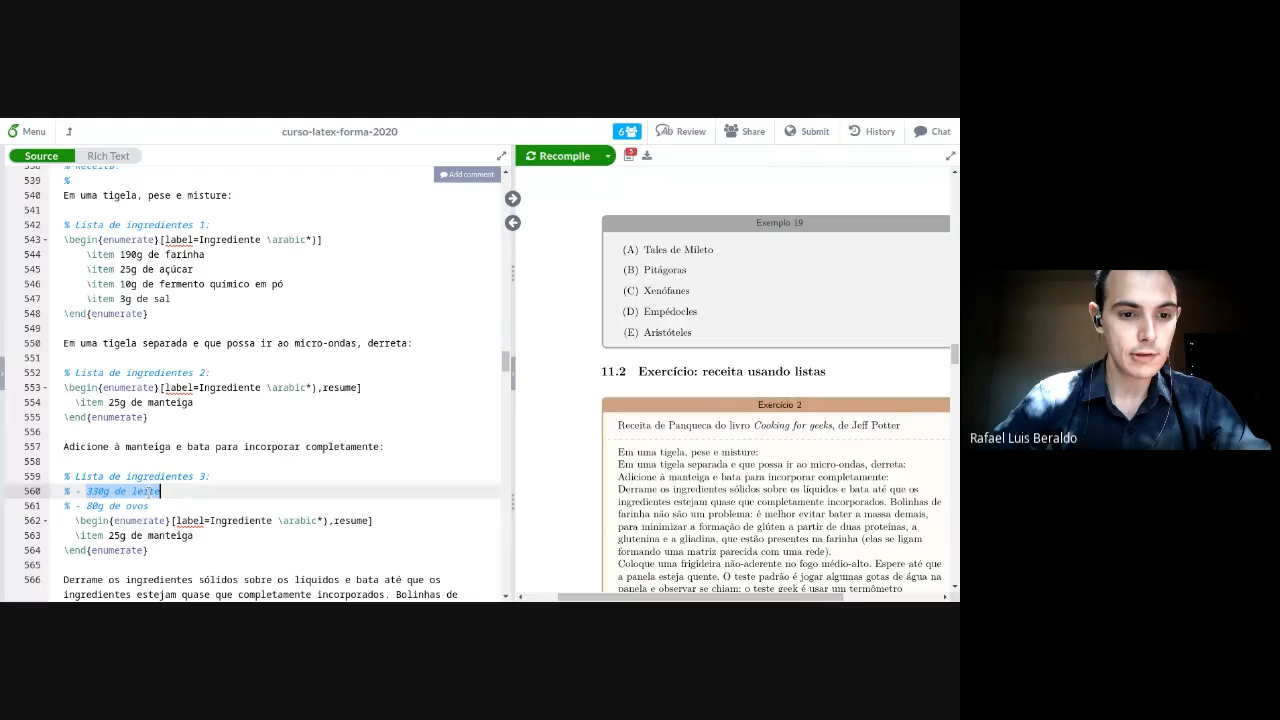 Menu
curso-latex-forma-2020
6
Review
Share
Submit
History
Chat
Source
Rich Text
Recompile
5
Add comment
538 % Receita:
539 %
540 Em uma tigela, pese e misture:
541
542 % Lista de ingredientes 1:
543 \begin{enumerate}[label=Ingrediente \arabic*)]
544 \item 190g de farinha
545 \item 25g de açúcar
546 \item 10g de fermento químico em pó
547 \item 3g de sal
548 \end{enumerate}
549
550 Em uma tigela separada e que possa ir ao micro-ondas, derreta:
551
552 % Lista de ingredientes 2:
553 \begin{enumerate}[label=Ingrediente \arabic*),resume]
554 \item 25g de manteiga
555 \end{enumerate}
556
557 Adicione à manteiga e bata para incorporar completamente:
558
559 % Lista de ingredientes 3:
560 % - 330g de leite
561 % - 80g de ovos
562 \begin{enumerate}[label=Ingrediente \arabic*),resume]
563 \item 25g de manteiga
564 \end{enumerate}
565
566 Derrame os ingredientes sólidos sobre os líquidos e bata até que os
ingredientes estejam quase que completamente incorporados. Bolinhas de
Exemplo 19
(A) Tales de Mileto
(B) Pitágoras
(C) Xenófanes
(D) Empédocles
(E) Aristóteles
11.2 Exercício: receita usando listas
Exercício 2
Receita de Panqueca do livro Cooking for geeks, de Jeff Potter
Em uma tigela, pese e misture:
Em uma tigela separada e que possa ir ao micro-ondas, derreta:
Adicione à manteiga e bata para incorporar completamente:
Derrame os ingredientes sólidos sobre os líquidos e bata até que os
ingredientes estejam quase que completamente incorporados. Bolinhas de
farinha não são um problema: é melhor evitar bater a massa demais,
para minimizar a formação de glúten a partir de duas proteínas, a
glutenina e a gliadina, que estão presentes na farinha (elas se ligam
formando uma matriz parecida com uma rede).
Coloque uma frigideira não-aderente no fogo médio-alto. Espere até que
a panela esteja quente. O teste padrão é jogar algumas gotas de água na
panela e observar se chiam; o teste geek é usar um termômetro
Rafael Luis Beraldo